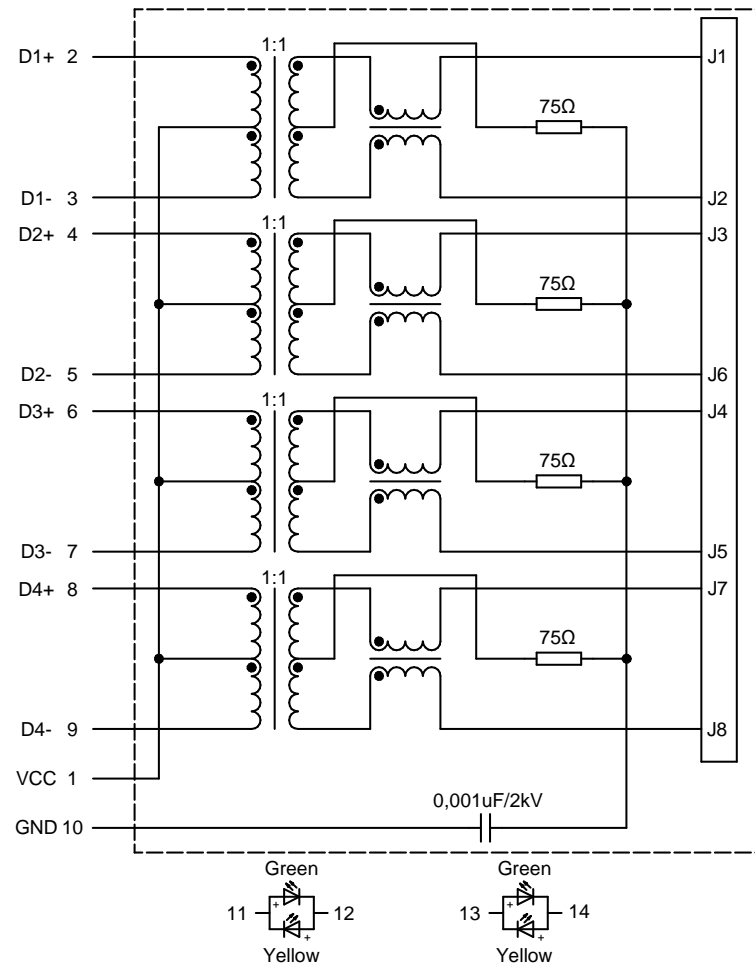 1:1
D1+ 2 J1
75Ω
D1- 3 J2
1:1
D2+ 4 J3
75Ω
D2- 5 J6
1:1
D3+ 6 J4
75Ω
D3- 7 J5
1:1
D4+ 8 J7
75Ω
D4- 9 J8
VCC 1
0,001uF/2kV
GND 10
Green Green
11 + + 12 13 + + 14
Yellow Yellow